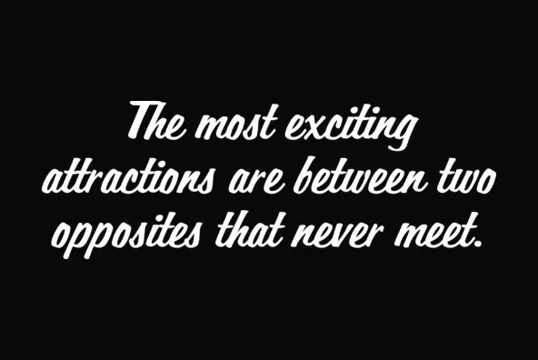 The most exciting
attractions are between two
opposites that never meet.